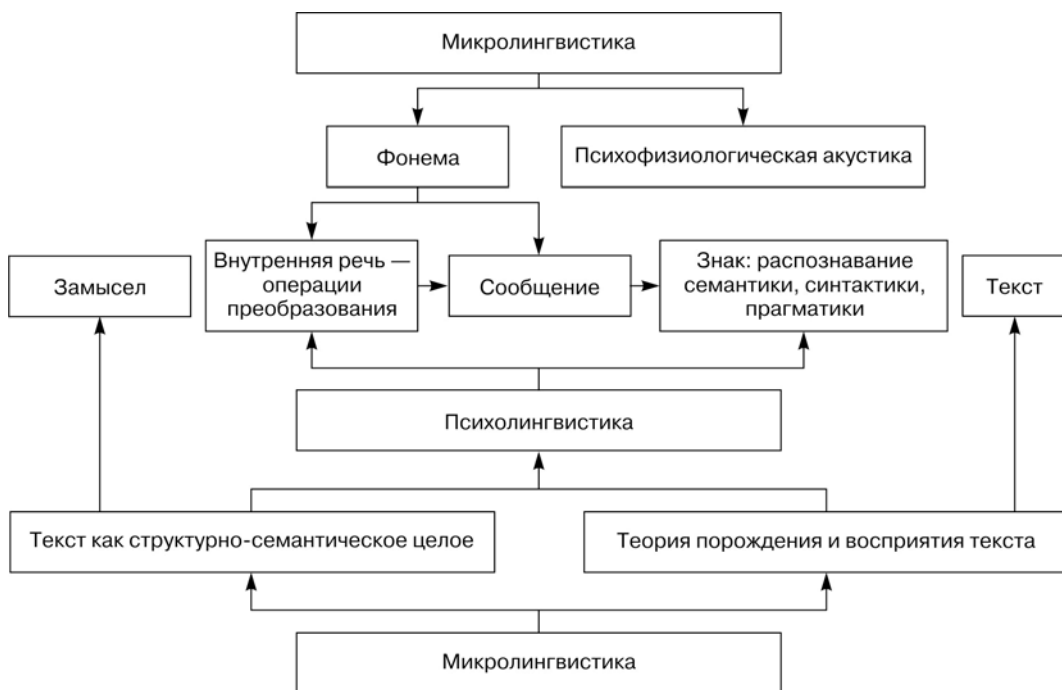 Микролингвистика
Фонема
Психофизиологическая акустика
Замысел
Внутренняя речь —
операции
преобразования
Сообщение
Знак: распознавание
семантики, синтактики,
прагматики
Текст
Психолингвистика
Текст как структурно-семантическое целое
Теория порождения и восприятия текста
Микролингвистика